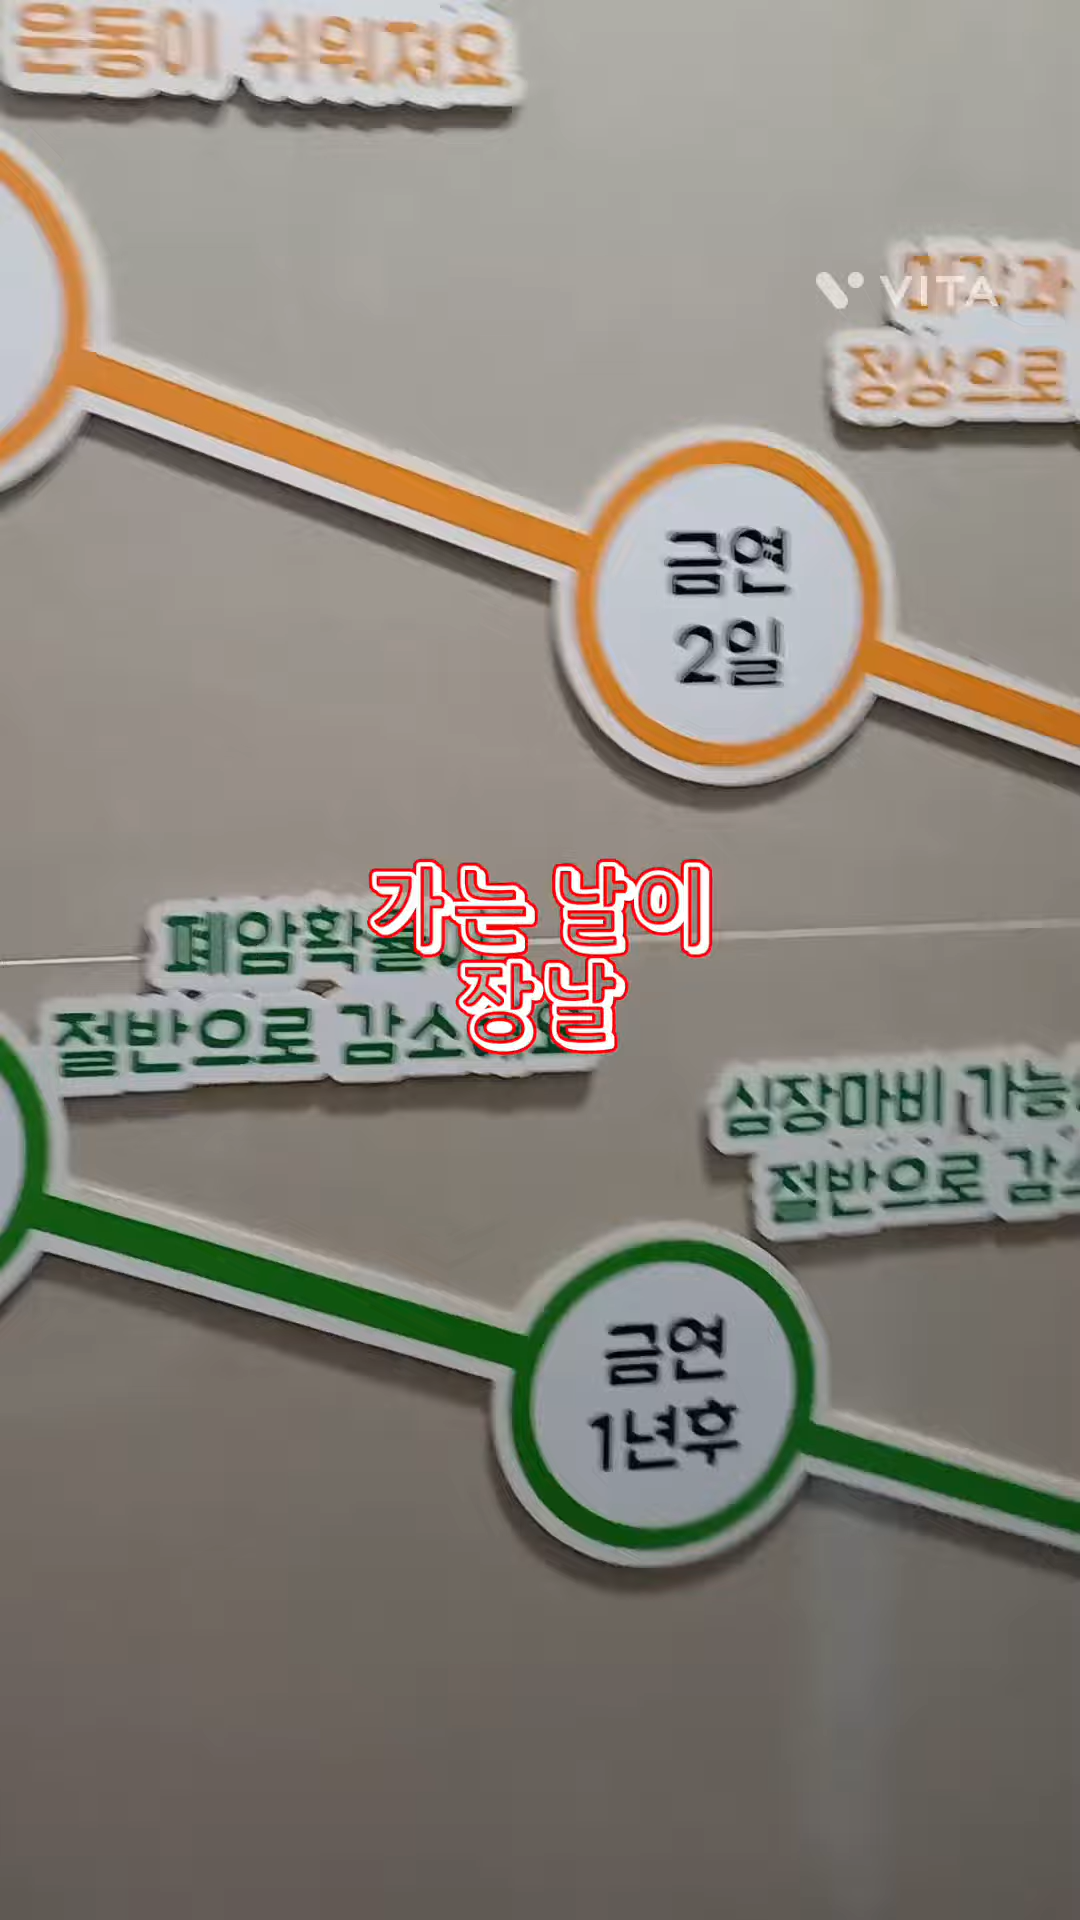 운동이 쉬워져요
VITA
정상으로
금연
2일
가는 날이
장날
폐암확률이
절반으로 감소
심장마비 가능
절반으로 감소
금연
1년후